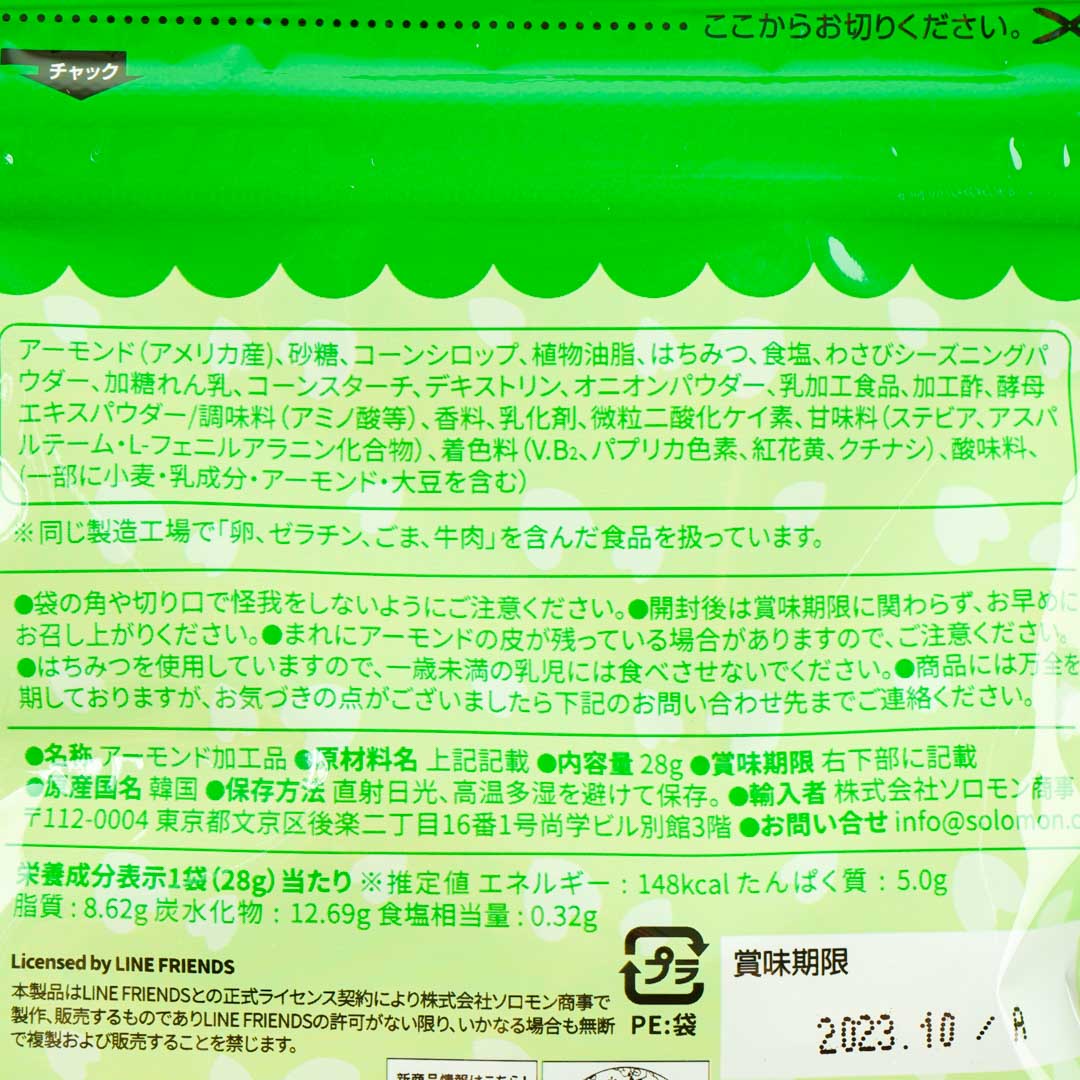 ここからお切りください。
チャック
アーモンド（アメリカ産）、砂糖、コーンシロップ、植物油脂、はちみつ、食塩、わさびシーズニングパ
ウダー、加糖れん乳、コーンスターチ、デキストリン、オニオンパウダー、乳加工食品、加工酢、酵母
エキスパウダー/調味料（アミノ酸等）、香料、乳化剤、微粒二酸化ケイ素、甘味料（ステビア、アスパ
ルテーム・L-フェニルアラニン化合物）、着色料（V.B₂、パプリカ色素、紅花黄、クチナシ）、酸味料、
（一部に小麦・乳成分・アーモンド・大豆を含む）
※同じ製造工場で「卵、ゼラチン、ごま、牛肉」を含んだ食品を扱っています。
●袋の角や切り口で怪我をしないようにご注意ください。●開封後は賞味期限に関わらず、お早めに
お召し上がりください。●まれにアーモンドの皮が残っている場合がありますので、ご注意ください。
●はちみつを使用していますので、一歳未満の乳児には食べさせないでください。●商品には万全を
期しておりますが、お気づきの点がございましたら下記のお問い合わせ先までご連絡ください。
●名称 アーモンド加工品 ●原材料名 上記記載 ●内容量 28g ●賞味期限 右下部に記載
●原産国名 韓国 ●保存方法 直射日光、高温多湿を避けて保存。 ●輸入者 株式会社ソロモン商事
〒112-0004 東京都文京区後楽二丁目16番1号尚学ビル別館3階 ●お問い合せ info@solomon.c
栄養成分表示1袋（28g）当たり ※推定値 エネルギー：148kcal たんぱく質：5.0g
脂質：8.62g 炭水化物：12.69g 食塩相当量：0.32g
Licensed by LINE FRIENDS
本製品はLINE FRIENDSとの正式ライセンス契約により株式会社ソロモン商事で
製作、販売するものでありLINE FRIENDSの許可がない限り、いかなる場合も無断
で複製および販売することを禁じます。
プラ
PE:袋
賞味期限
2023.10 / A
新商品情報はこちら!